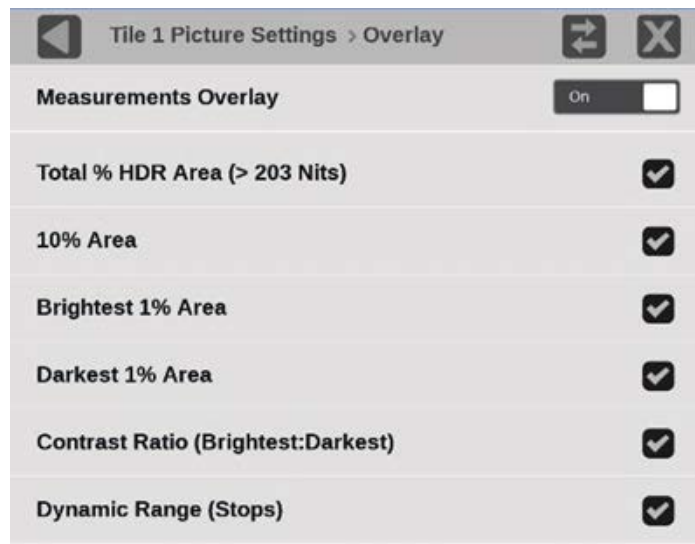 Tile 1 Picture Settings > Overlay
Measurements Overlay On
Total % HDR Area (> 203 Nits)
10% Area
Brightest 1% Area
Darkest 1% Area
Contrast Ratio (Brightest:Darkest)
Dynamic Range (Stops)